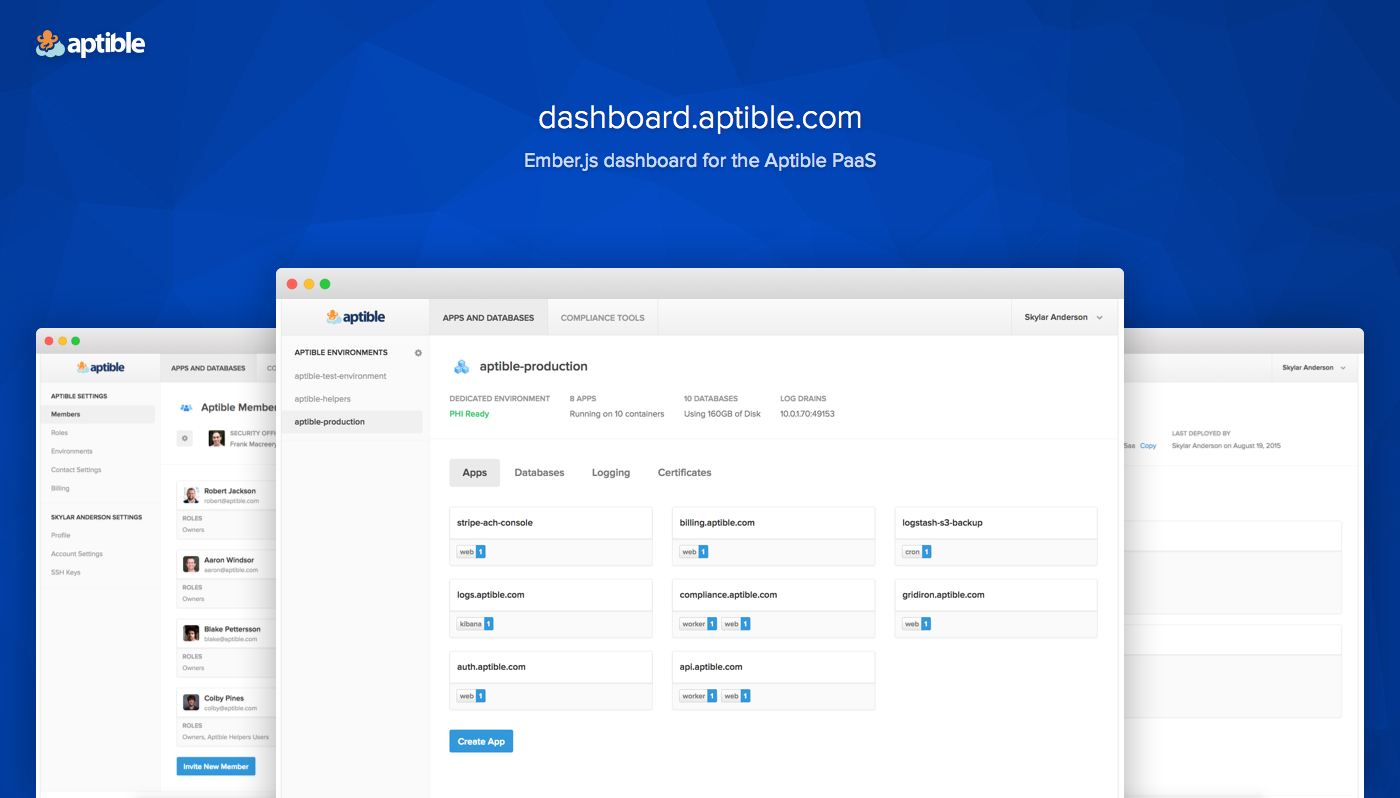 aptible
dashboard.aptible.com
Ember.js dashboard for the Aptible PaaS
aptible
APPS AND DATABASES
COMPLIANCE TOOLS
Skylar Anderson
APTIBLE ENVIRONMENTS
aptible-test-environment
aptible-helpers
aptible-production
aptible-production
DEDICATED ENVIRONMENT
PHI Ready
8 APPS
Running on 10 containers
10 DATABASES
Using 160GB of Disk
LOG DRAINS
10.0.1.70:49153
Apps
Databases
Logging
Certificates
stripe-ach-console
web 1
billing.aptible.com
web 1
logstash-s3-backup
cron 1
logs.aptible.com
kibana 1
compliance.aptible.com
worker 1 web 1
gridiron.aptible.com
web 1
auth.aptible.com
web 1
api.aptible.com
worker 1 web 1
Create App
aptible
APPS AND DATABASES
CO
APTIBLE SETTINGS
Members
Roles
Environments
Contact Settings
Billing
SKYLAR ANDERSON SETTINGS
Profile
Account Settings
SSH Keys
Aptible Member
SECURITY OFFI
Frank Macreery
Robert Jackson
robert@aptible.com
ROLES
Owners
Aaron Windsor
aaron@aptible.com
ROLES
Owners
Blake Pettersson
blake@aptible.com
ROLES
Owners
Colby Pines
colby@aptible.com
ROLES
Owners, Aptible Helpers Users
Invite New Member
Skylar Anderson
LAST DEPLOYED BY
5aa Copy
Skylar Anderson on August 19, 2015